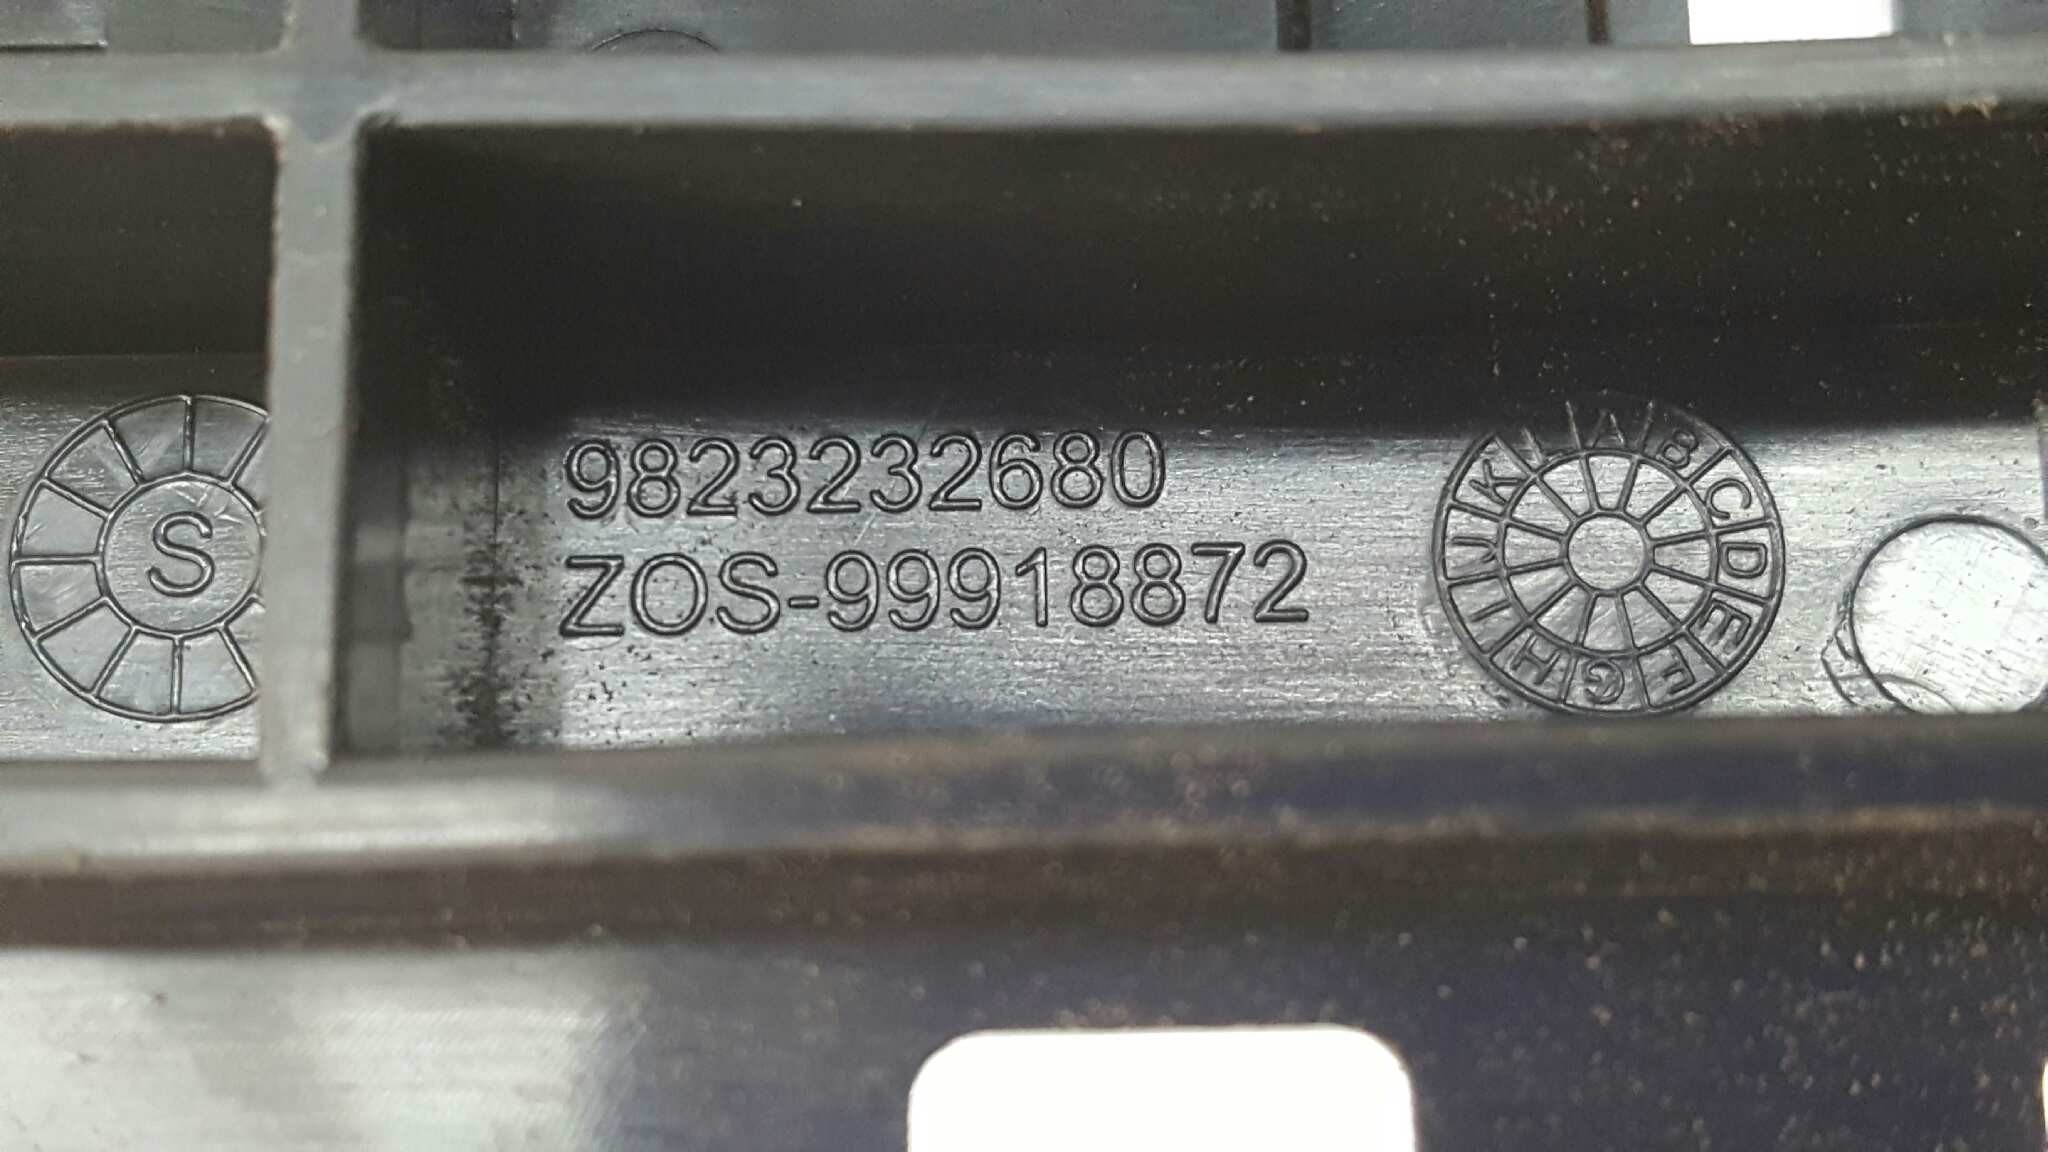 9823232680
ZOS-99918872
S
A B C D E E G H I M K L